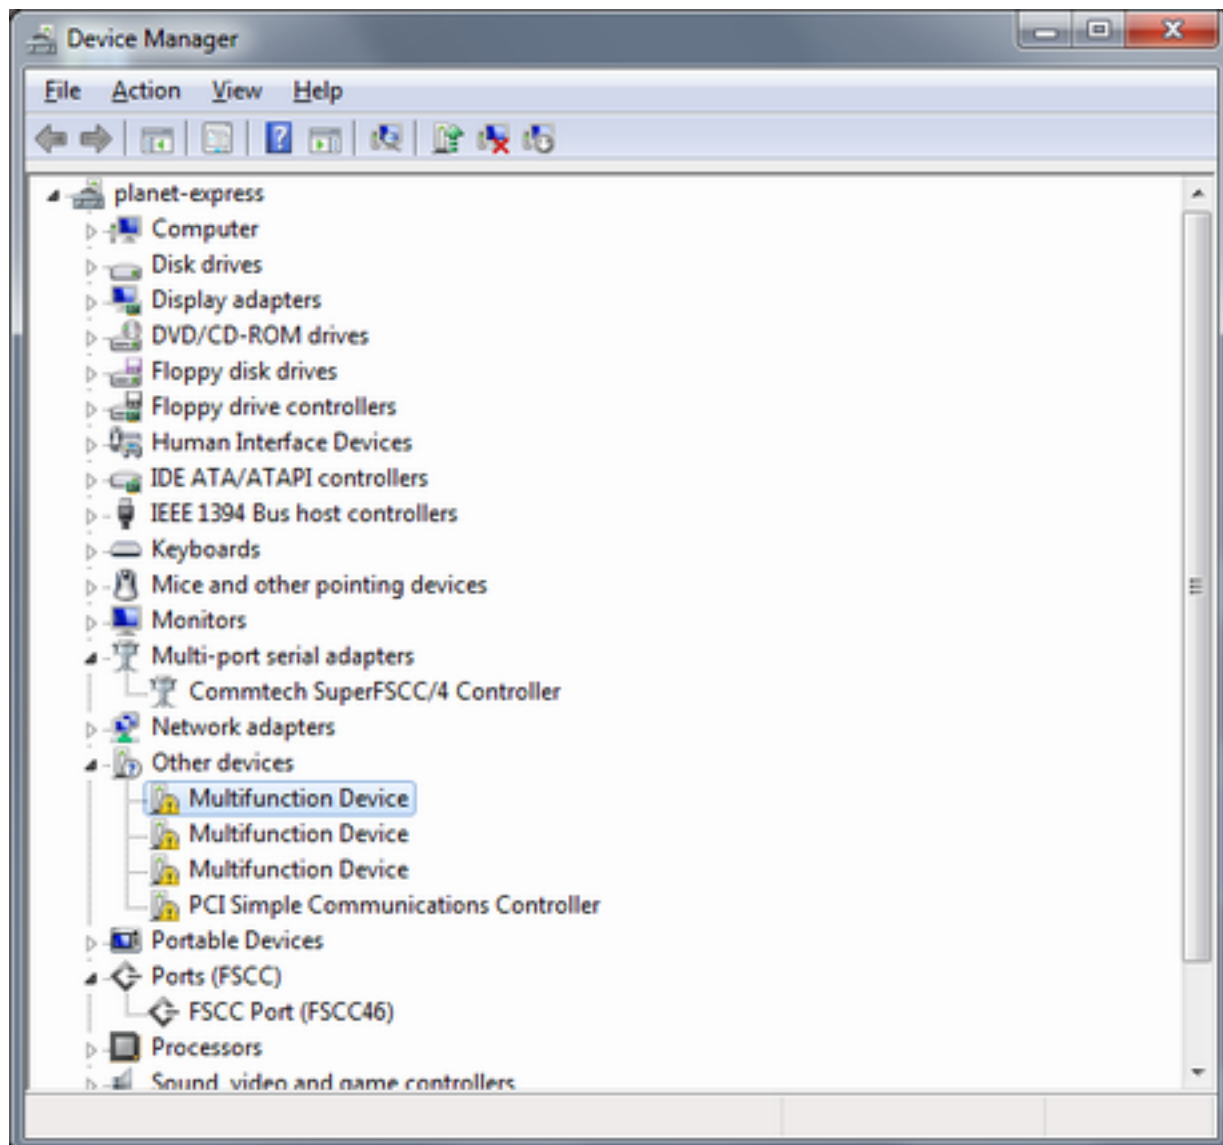 Device Manager
File Action View Help
planet-express
Computer
Disk drives
Display adapters
DVD/CD-ROM drives
Floppy disk drives
Floppy drive controllers
Human Interface Devices
IDE ATA/ATAPI controllers
IEEE 1394 Bus host controllers
Keyboards
Mice and other pointing devices
Monitors
Multi-port serial adapters
Commtech SuperFSCC/4 Controller
Network adapters
Other devices
Multifunction Device
Multifunction Device
Multifunction Device
PCI Simple Communications Controller
Portable Devices
Ports (FSCC)
FSCC Port (FSCC46)
Processors
Sound, video and game controllers